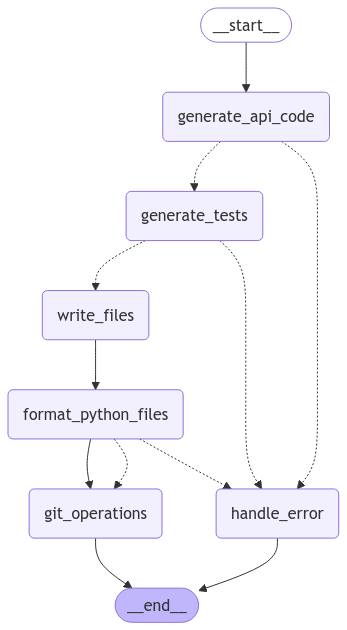 __start__
generate_api_code
generate_tests
write_files
format_python_files
git_operations
handle_error
__end__